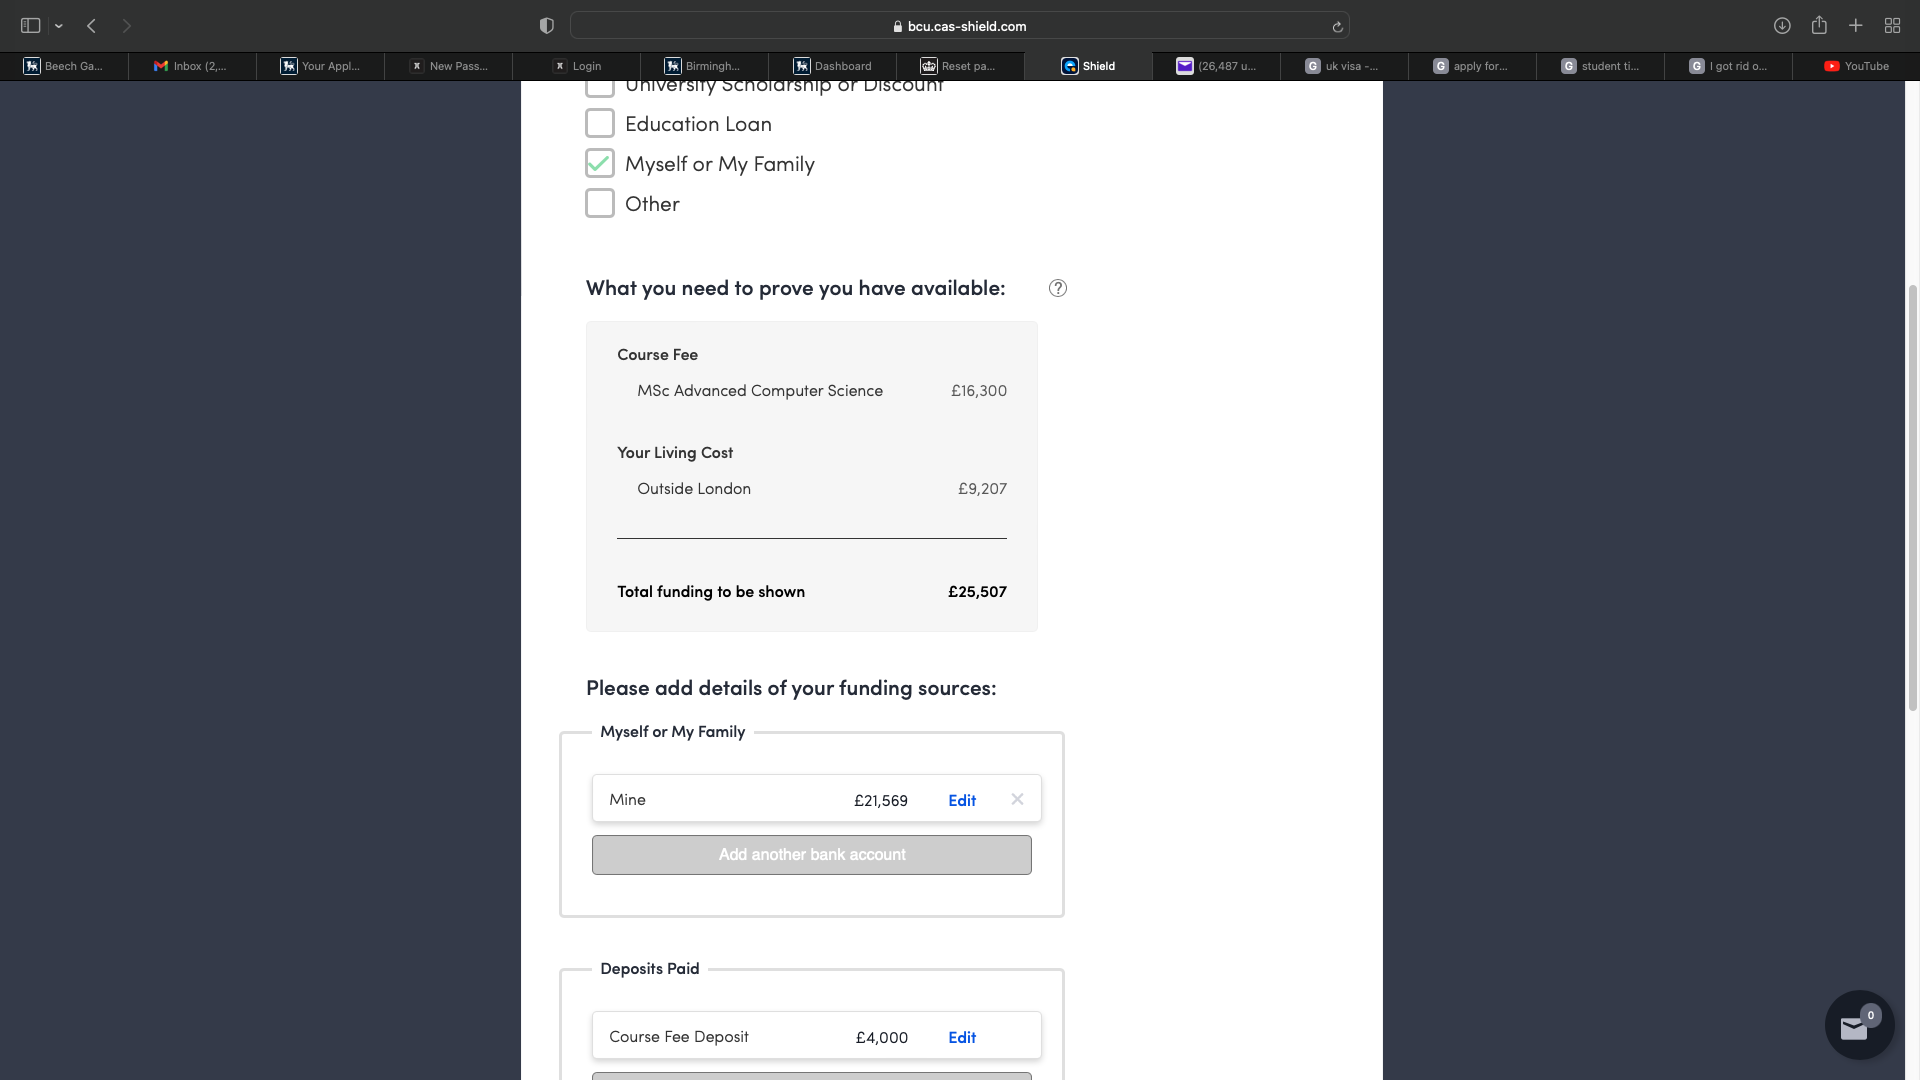 bcu.cas-shield.com
Beech Ga...
Inbox (2,...
Your Appl...
New Pass...
Login
Birmingh...
Dashboard
Reset pa...
Shield
(26,487 u...
uk visa -...
apply for...
student ti...
I got rid o...
YouTube
University Scholarship or Discount
Education Loan
Myself or My Family
Other
What you need to prove you have available: ?
Course Fee
MSc Advanced Computer Science £16,300
Your Living Cost
Outside London £9,207
Total funding to be shown £25,507
Please add details of your funding sources:
Myself or My Family
Mine £21,569 Edit
Add another bank account
Deposits Paid
Course Fee Deposit £4,000 Edit
0